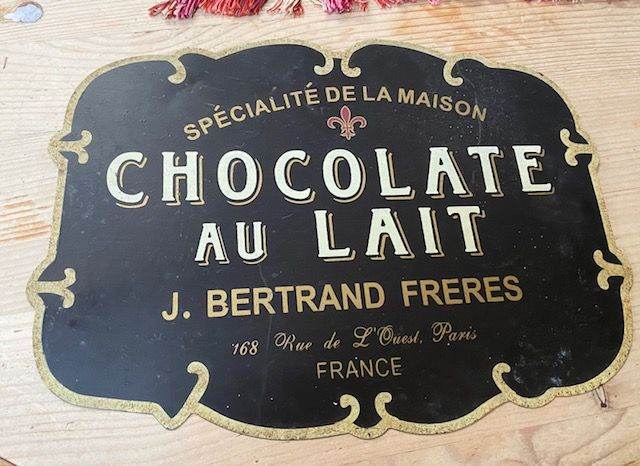 SPÉCIALITÉ DE LA MAISON
CHOCOLATE
AU LAIT
J. BERTRAND FRERES
168 Rue de L'Ouest, Paris
FRANCE